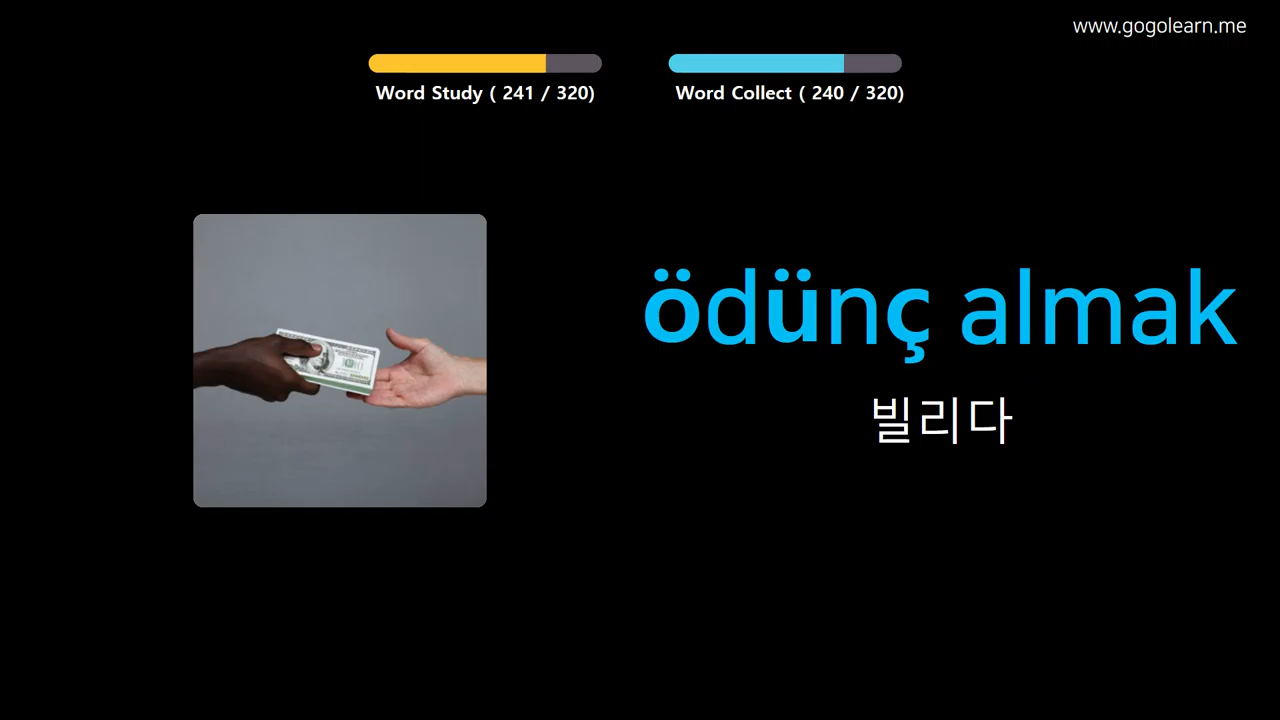 www.gogolearn.me
Word Study ( 241 / 320)
Word Collect ( 240 / 320)
ödünç almak
빌리다